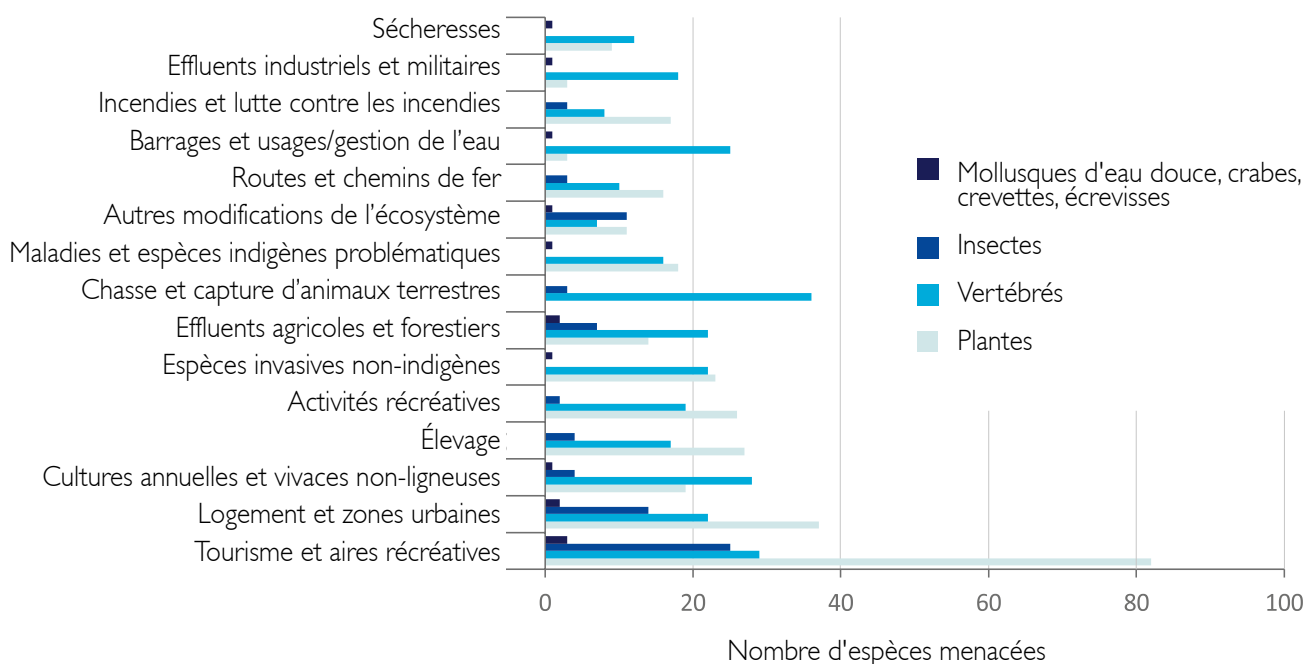 Sécheresses
Effluents industriels et militaires
Incendies et lutte contre les incendies
Barrages et usages/gestion de l’eau
Routes et chemins de fer
Autres modifications de l’écosystème
Maladies et espèces indigènes problématiques
Chasse et capture d’animaux terrestres
Effluents agricoles et forestiers
Espèces invasives non-indigènes
Activités récréatives
Élevage
Cultures annuelles et vivaces non-ligneuses
Logement et zones urbaines
Tourisme et aires récréatives
0 20 40 60 80 100
Nombre d'espèces menacées
Mollusques d'eau douce, crabes,
crevettes, écrevisses
Insectes
Vertébrés
Plantes